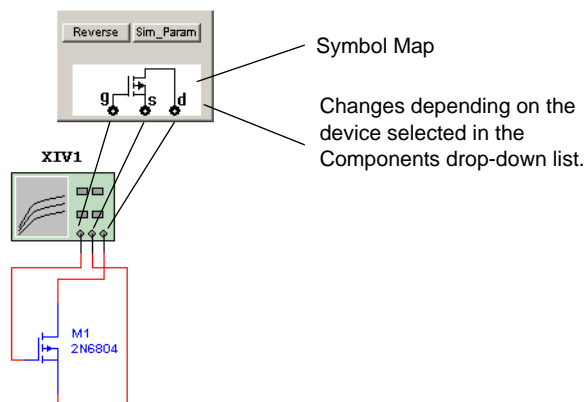 Reverse Sim_Param
Symbol Map
g s d
Changes depending on the
device selected in the
Components drop-down list.
XIV1
M1
2N6804